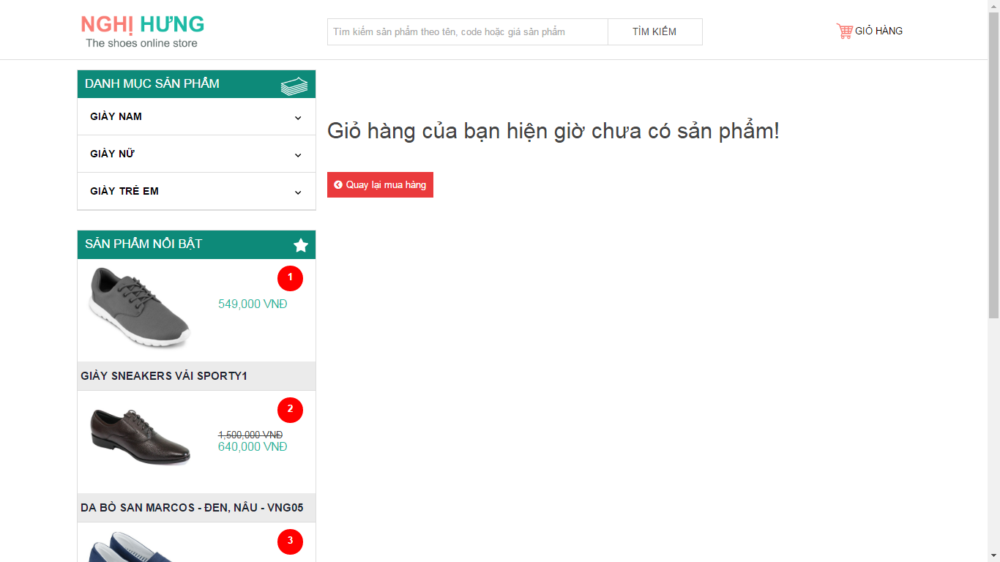 NGHỊ HƯNG
The shoes online store
Tìm kiếm sản phẩm theo tên, code hoặc giá sản phẩm
TÌM KIẾM
GIỎ HÀNG
DANH MỤC SẢN PHẨM
GIÀY NAM
GIÀY NỮ
GIÀY TRẺ EM
Giỏ hàng của bạn hiện giờ chưa có sản phẩm!
Quay lại mua hàng
SẢN PHẨM NỔI BẬT
1
549,000 VNĐ
GIÀY SNEAKERS VẢI SPORTY1
2
1,500,000 VNĐ
640,000 VNĐ
DA BÒ SAN MARCOS - ĐEN, NÂU - VNG05
3